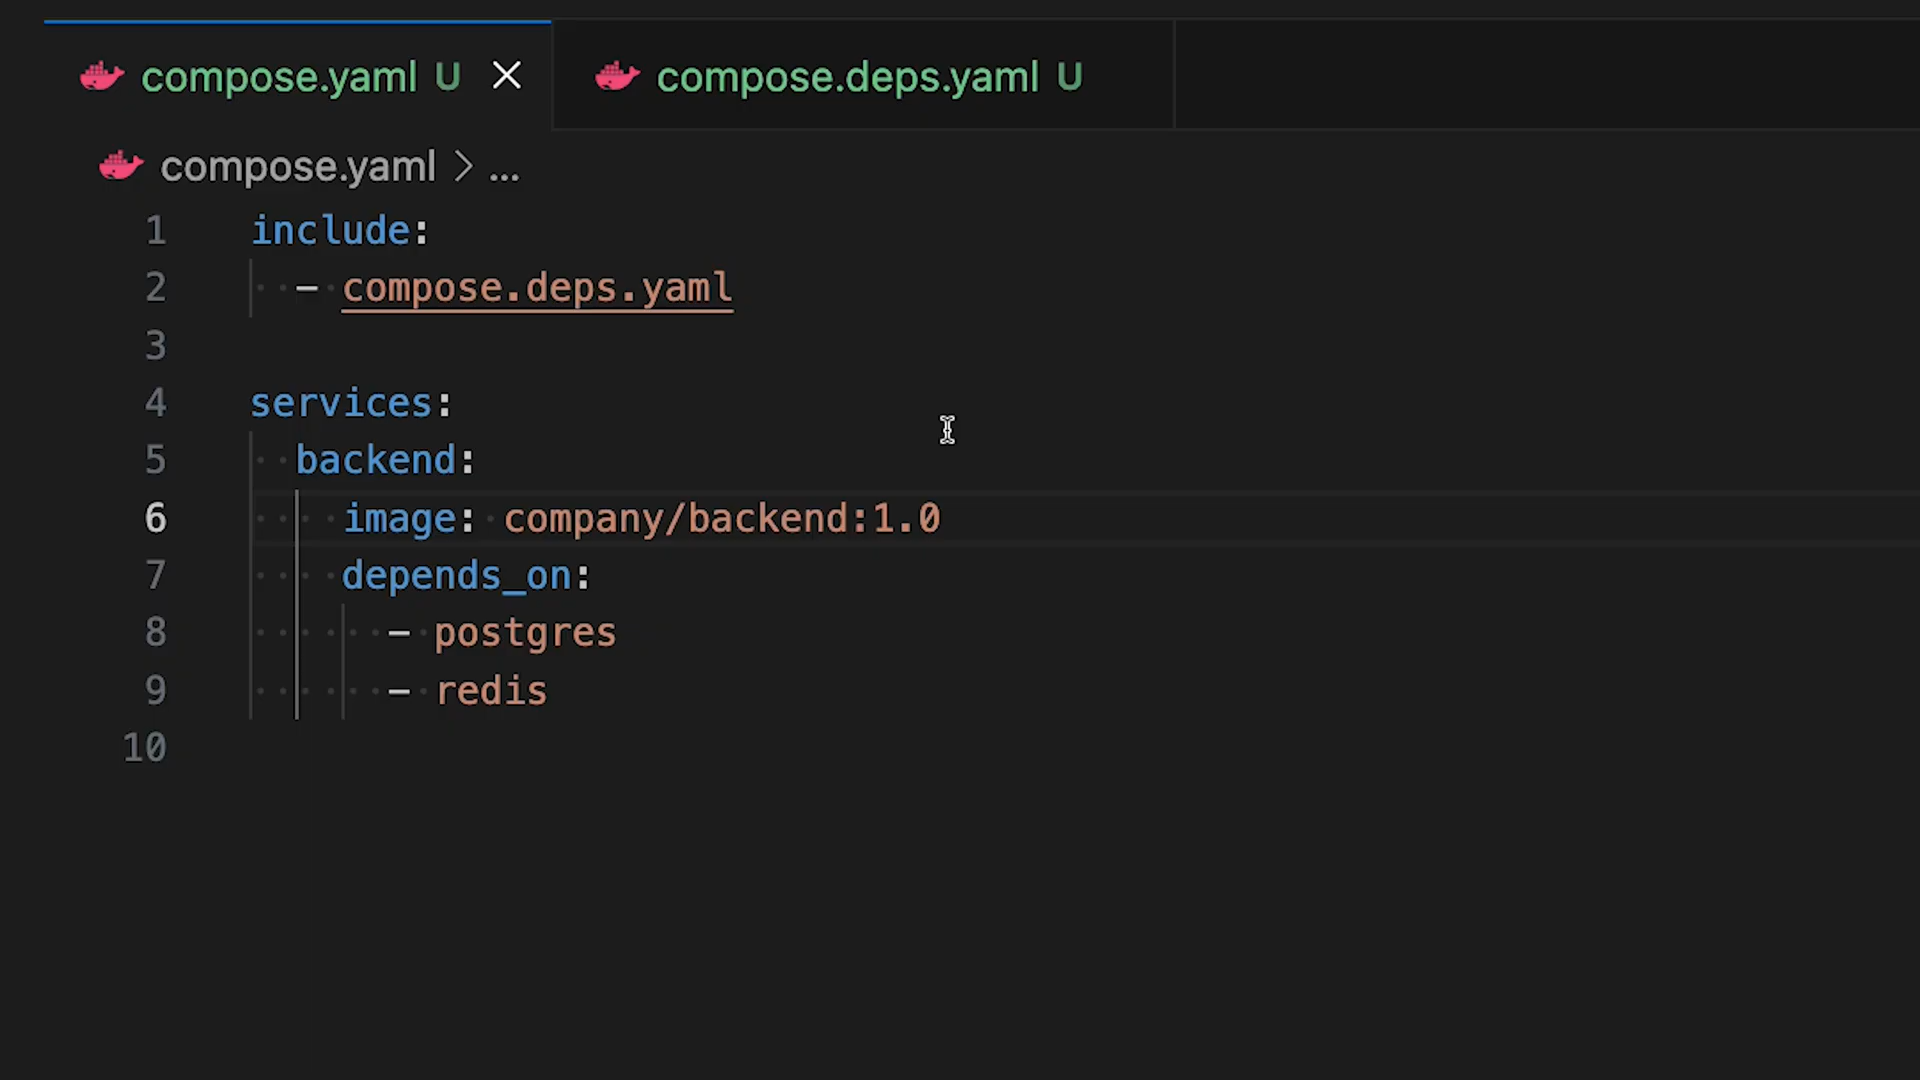 compose.yaml U
compose.deps.yaml U
compose.yaml > ...
1 include:
2   - compose.deps.yaml
3
4 services:
5   backend:
6     image: company/backend:1.0
7     depends_on:
8       - postgres
9       - redis
10